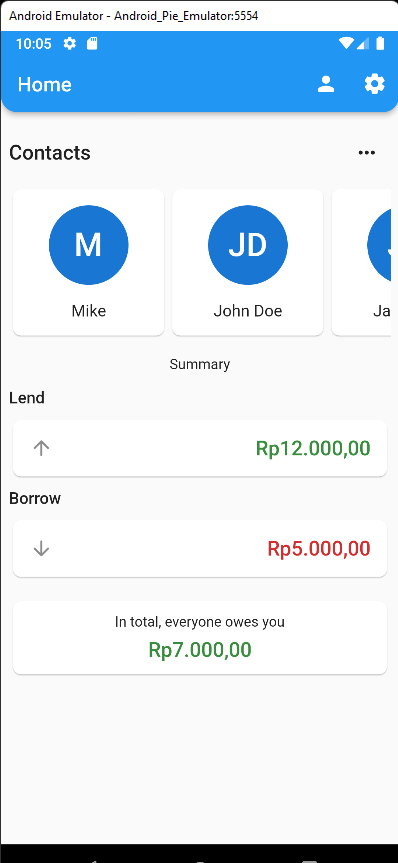 Android Emulator - Android_Pie_Emulator:5554
10:05
Home
Contacts
M
JD
Mike
John Doe
Ja
Summary
Lend
Rp12.000,00
Borrow
Rp5.000,00
In total, everyone owes you
Rp7.000,00